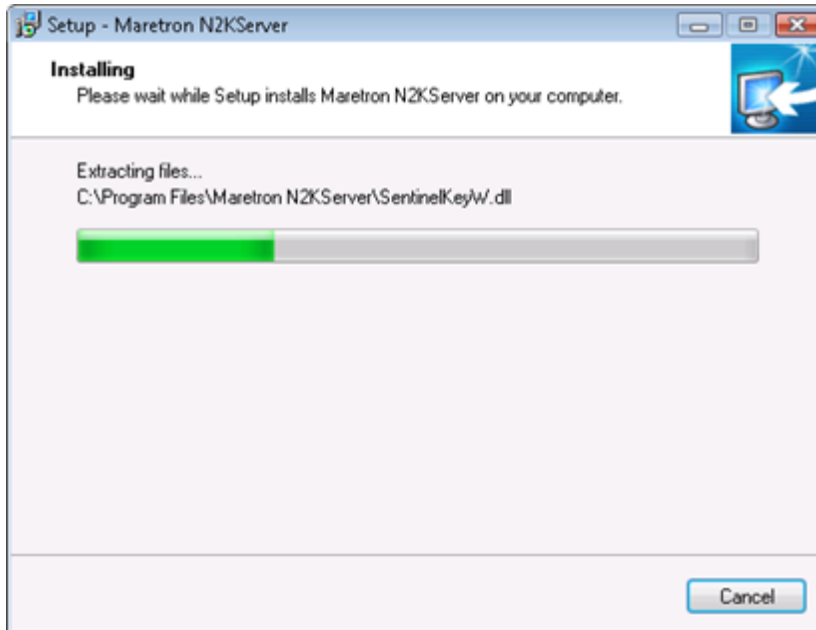 Setup - Maretron N2KServer
Installing
Please wait while Setup installs Maretron N2KServer on your computer.
Extracting files...
C:\Program Files\Maretron N2KServer\SentinelKeyW.dll
Cancel